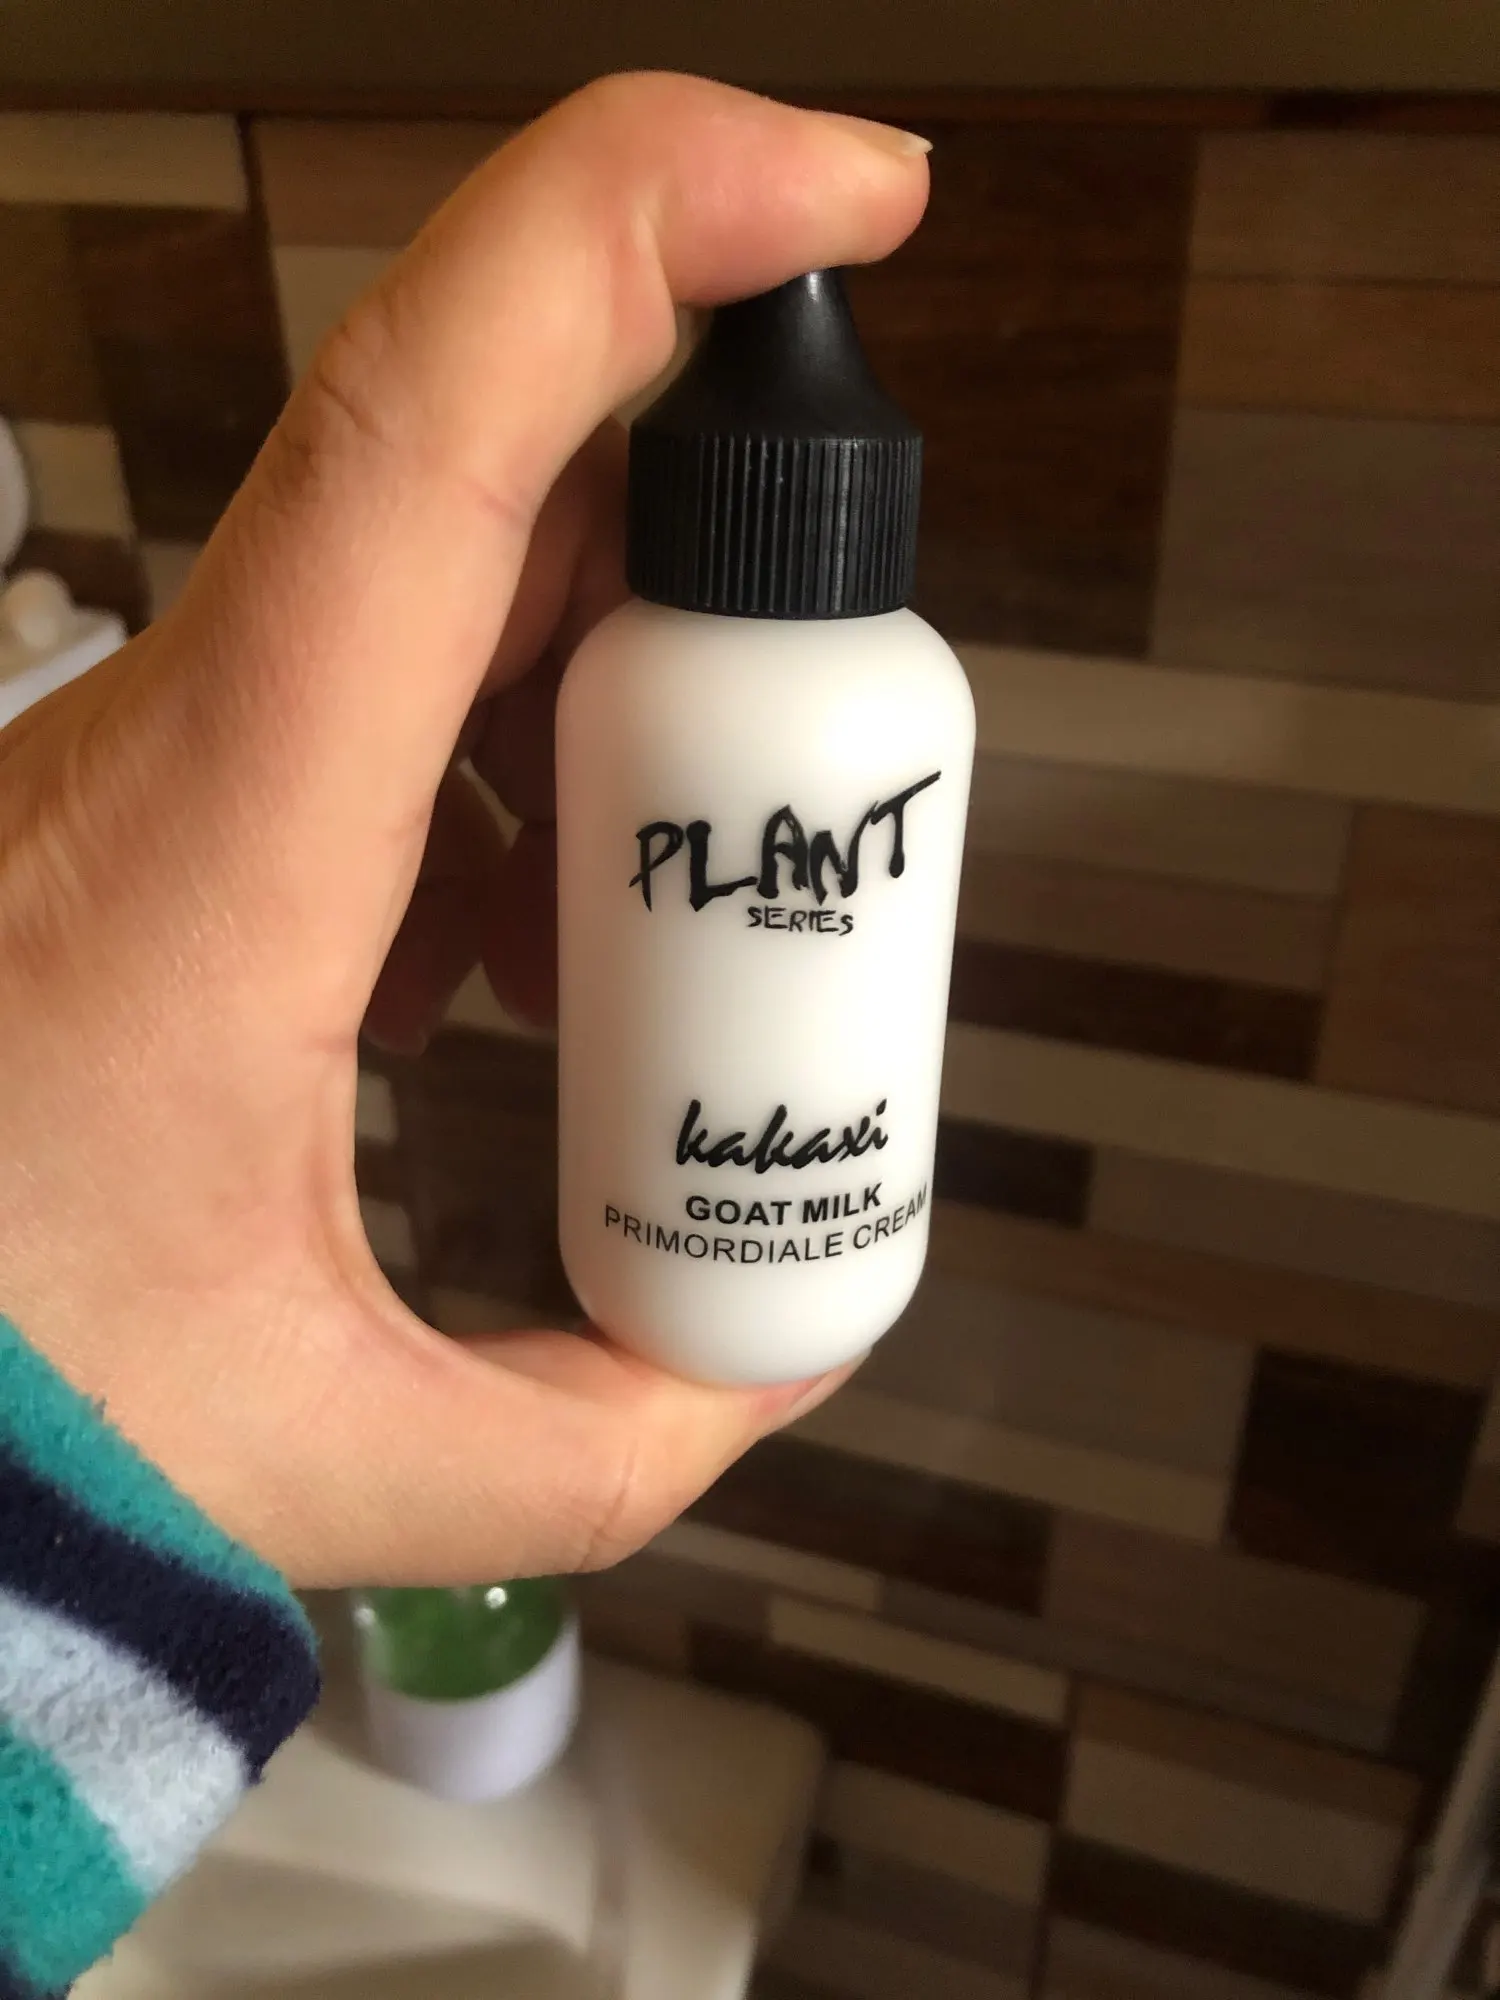 PLANT
SERIES
kakaxi
GOAT MILK
PRIMORDIALE CREAM